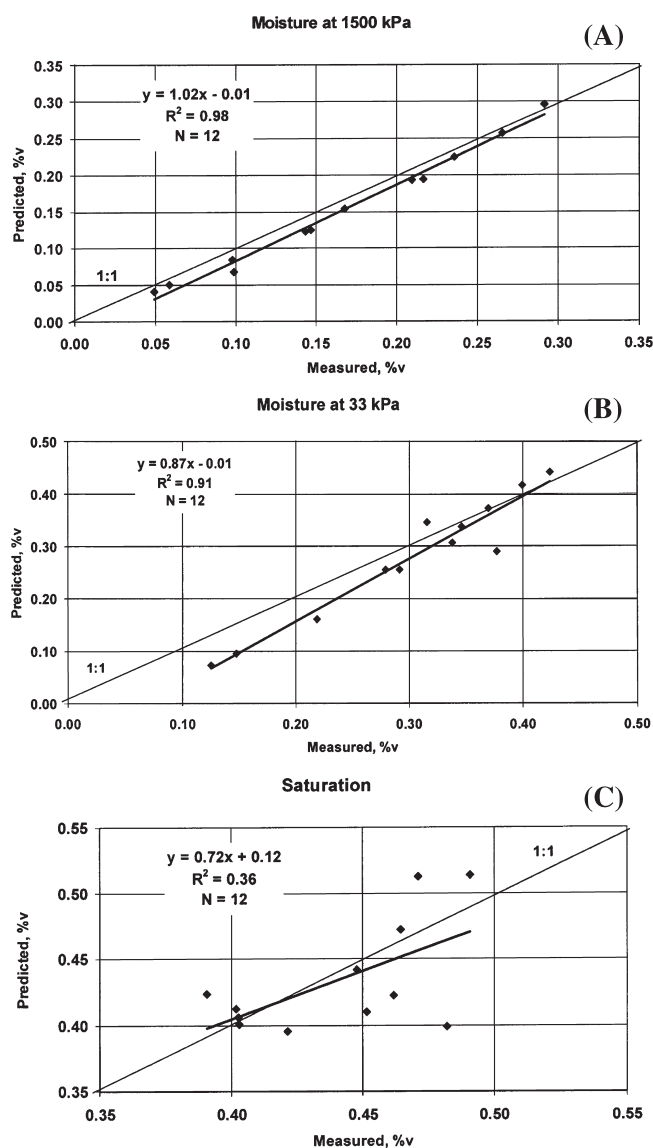 Moisture at 1500 kPa
(A)
0.35
0.30
0.25
0.20
0.15
0.10
0.05
0.00
Predicted, %v
y = 1.02x - 0.01
R² = 0.98
N = 12
1:1
0.00 0.05 0.10 0.15 0.20 0.25 0.30 0.35
Measured, %v
Moisture at 33 kPa
(B)
0.50
0.40
0.30
0.20
0.10
0.00
Predicted, %v
y = 0.87x - 0.01
R² = 0.91
N = 12
1:1
0.00 0.10 0.20 0.30 0.40 0.50
Measured, %v
Saturation
(C)
0.55
0.50
0.45
0.40
0.35
Predicted, %v
y = 0.72x + 0.12
R² = 0.36
N = 12
1:1
0.35 0.40 0.45 0.50 0.55
Measured, %v